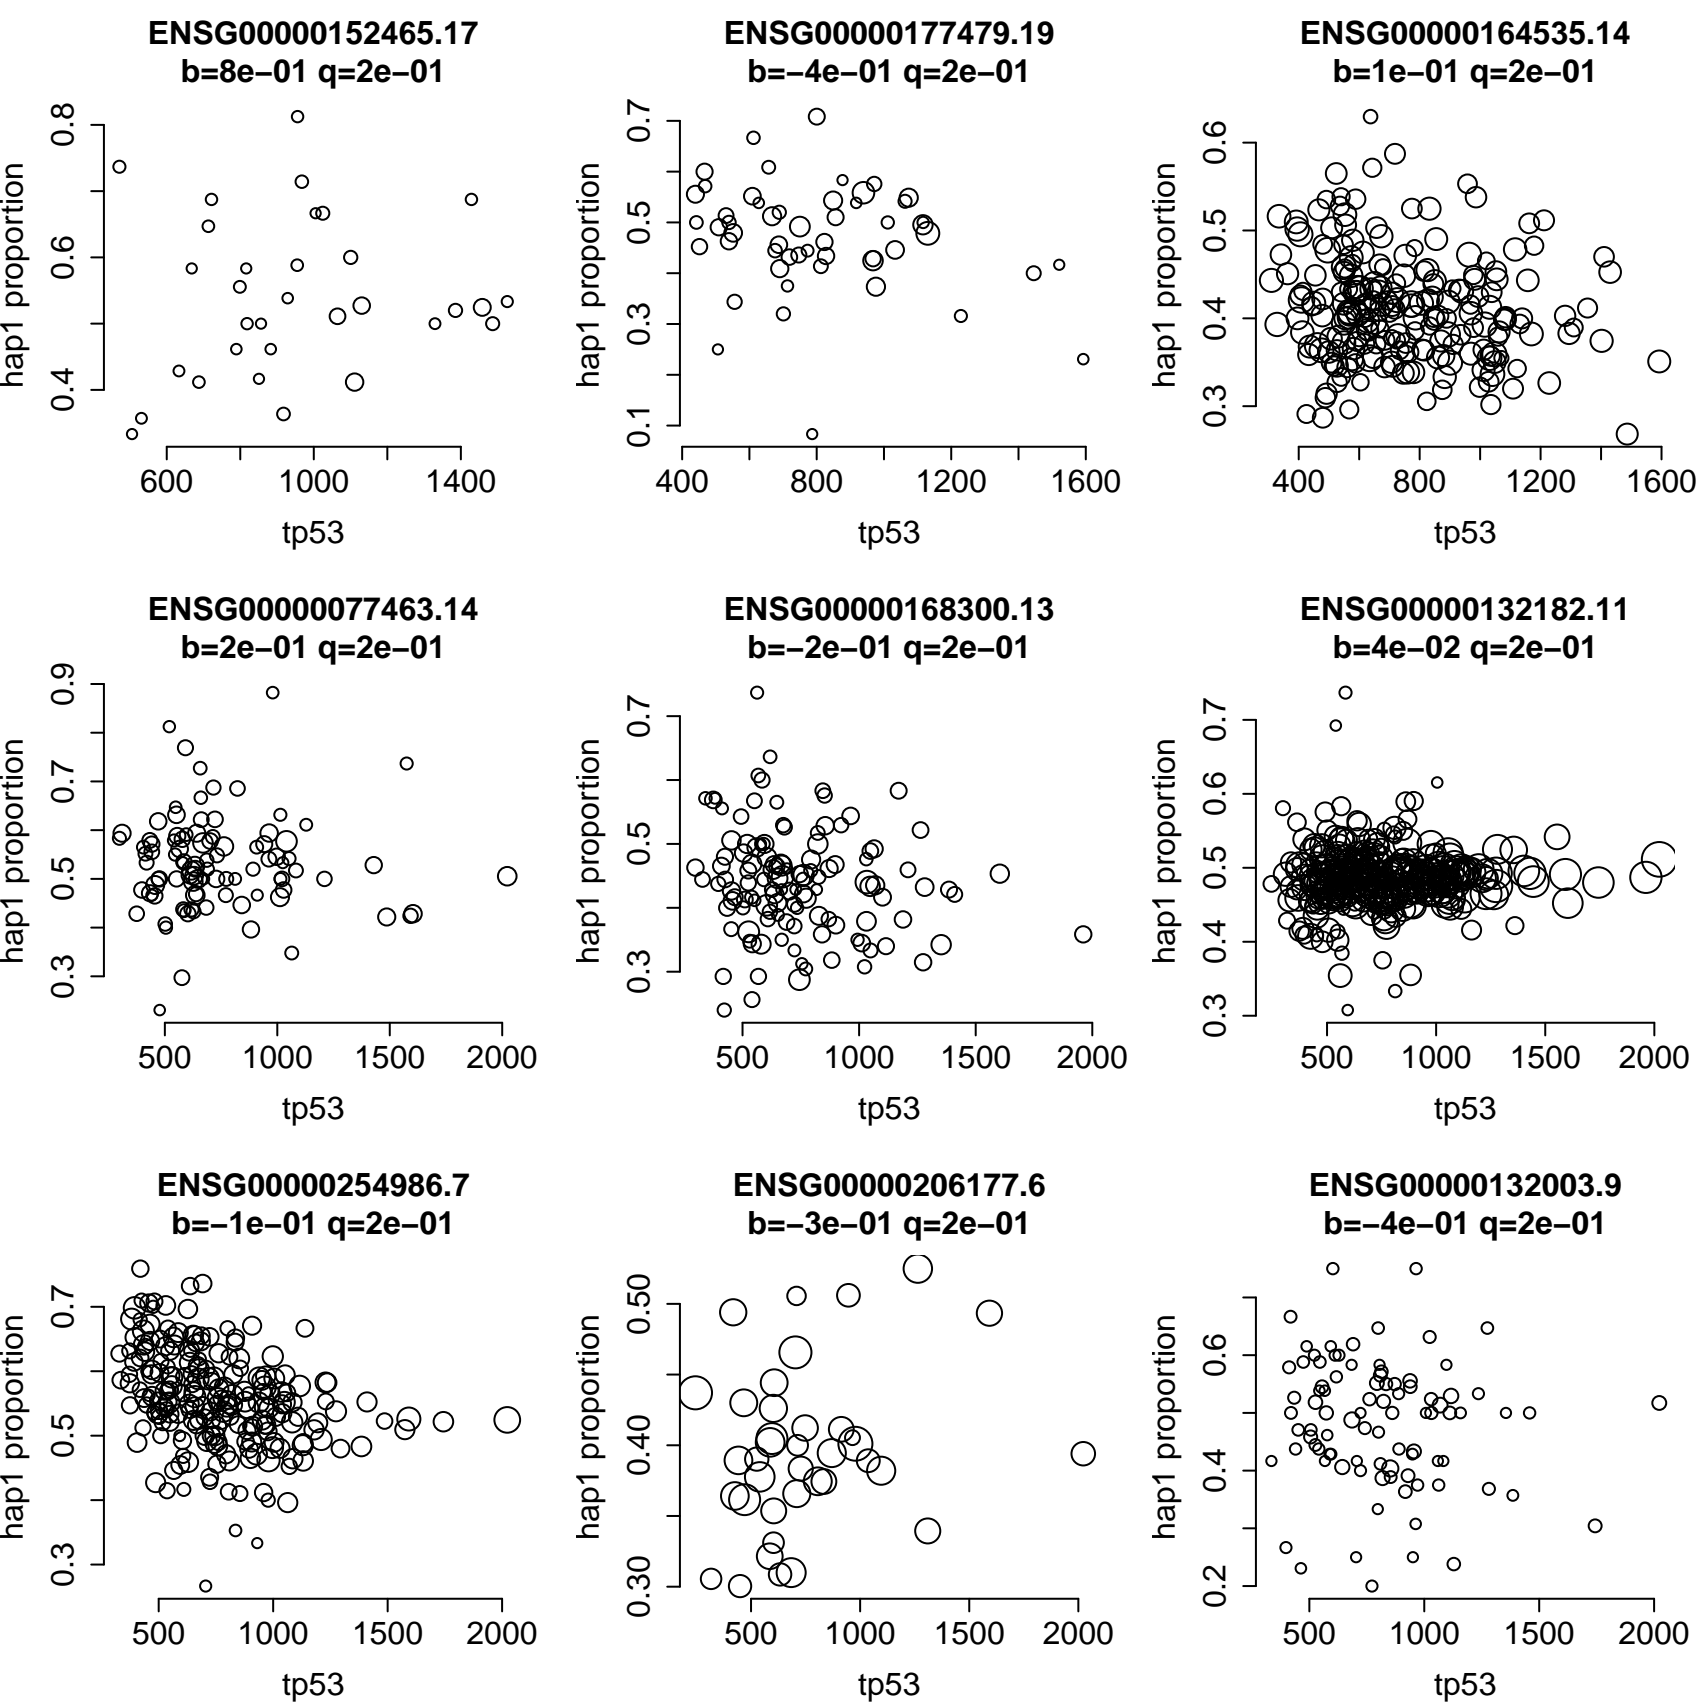 ENSG00000152465.17
b=8e−01 q=2e−01
hap1 proportion
0.4 0.6 0.8
600 1000 1400
tp53
ENSG00000177479.19
b=−4e−01 q=2e−01
hap1 proportion
0.1 0.3 0.5 0.7
400 800 1200 1600
tp53
ENSG00000164535.14
b=1e−01 q=2e−01
hap1 proportion
0.3 0.4 0.5 0.6
400 800 1200 1600
tp53
ENSG00000077463.14
b=2e−01 q=2e−01
hap1 proportion
0.3 0.5 0.7 0.9
500 1000 1500 2000
tp53
ENSG00000168300.13
b=−2e−01 q=2e−01
hap1 proportion
0.3 0.5 0.7
500 1000 1500 2000
tp53
ENSG00000132182.11
b=4e−02 q=2e−01
hap1 proportion
0.3 0.4 0.5 0.6 0.7
500 1000 1500 2000
tp53
ENSG00000254986.7
b=−1e−01 q=2e−01
hap1 proportion
0.3 0.5 0.7
500 1000 1500 2000
tp53
ENSG00000206177.6
b=−3e−01 q=2e−01
hap1 proportion
0.30 0.40 0.50
500 1000 1500 2000
tp53
ENSG00000132003.9
b=−4e−01 q=2e−01
hap1 proportion
0.2 0.4 0.6
500 1000 1500 2000
tp53